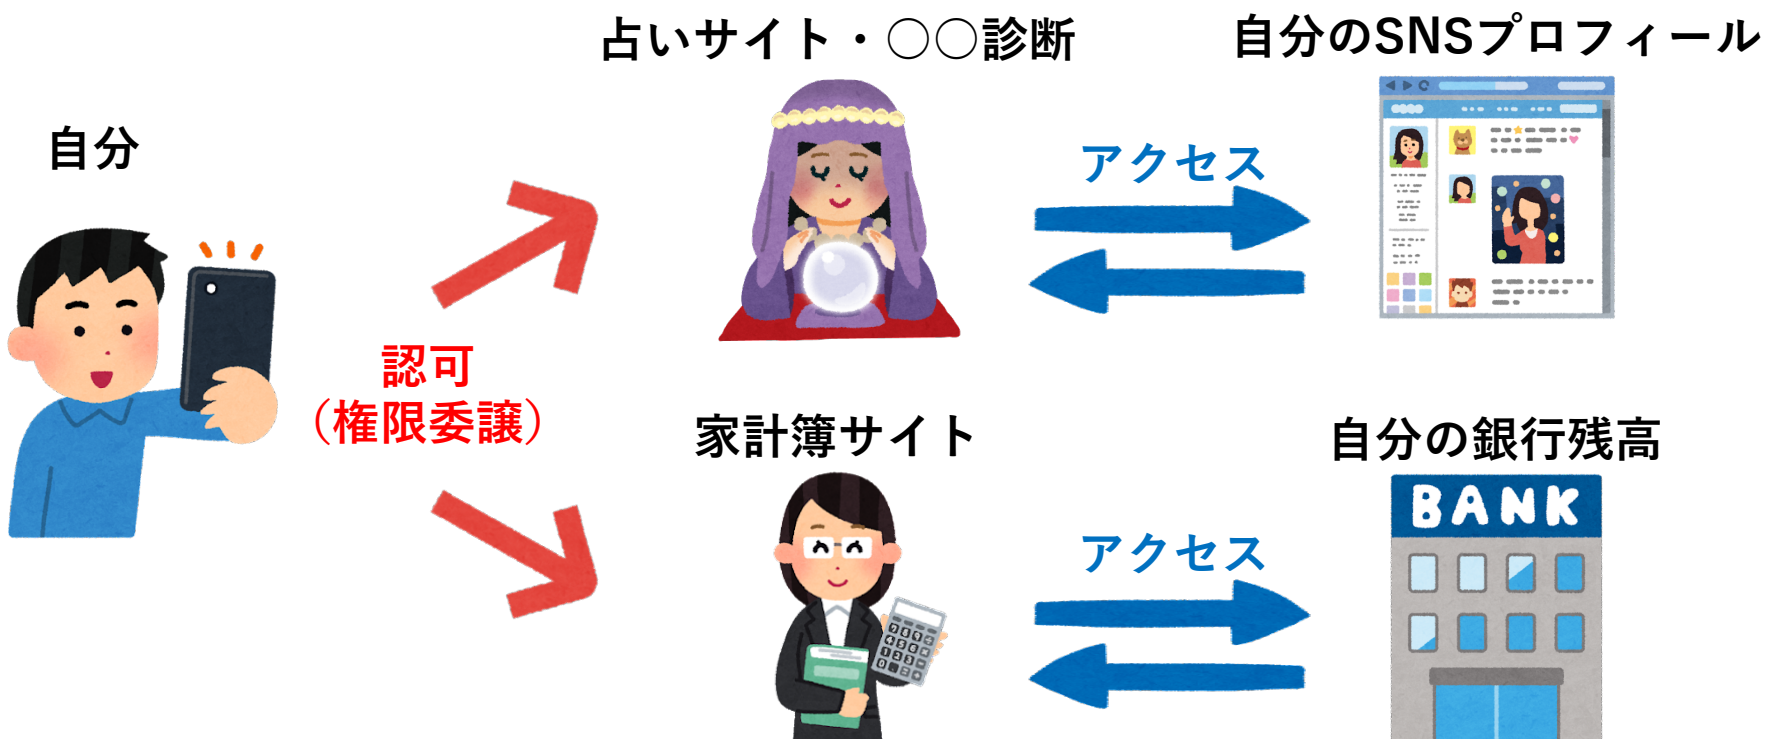 占いサイト・○○診断
自分のSNSプロフィール
自分
アクセス
認可
（権限委譲）
家計簿サイト
自分の銀行残高
BANK
アクセス